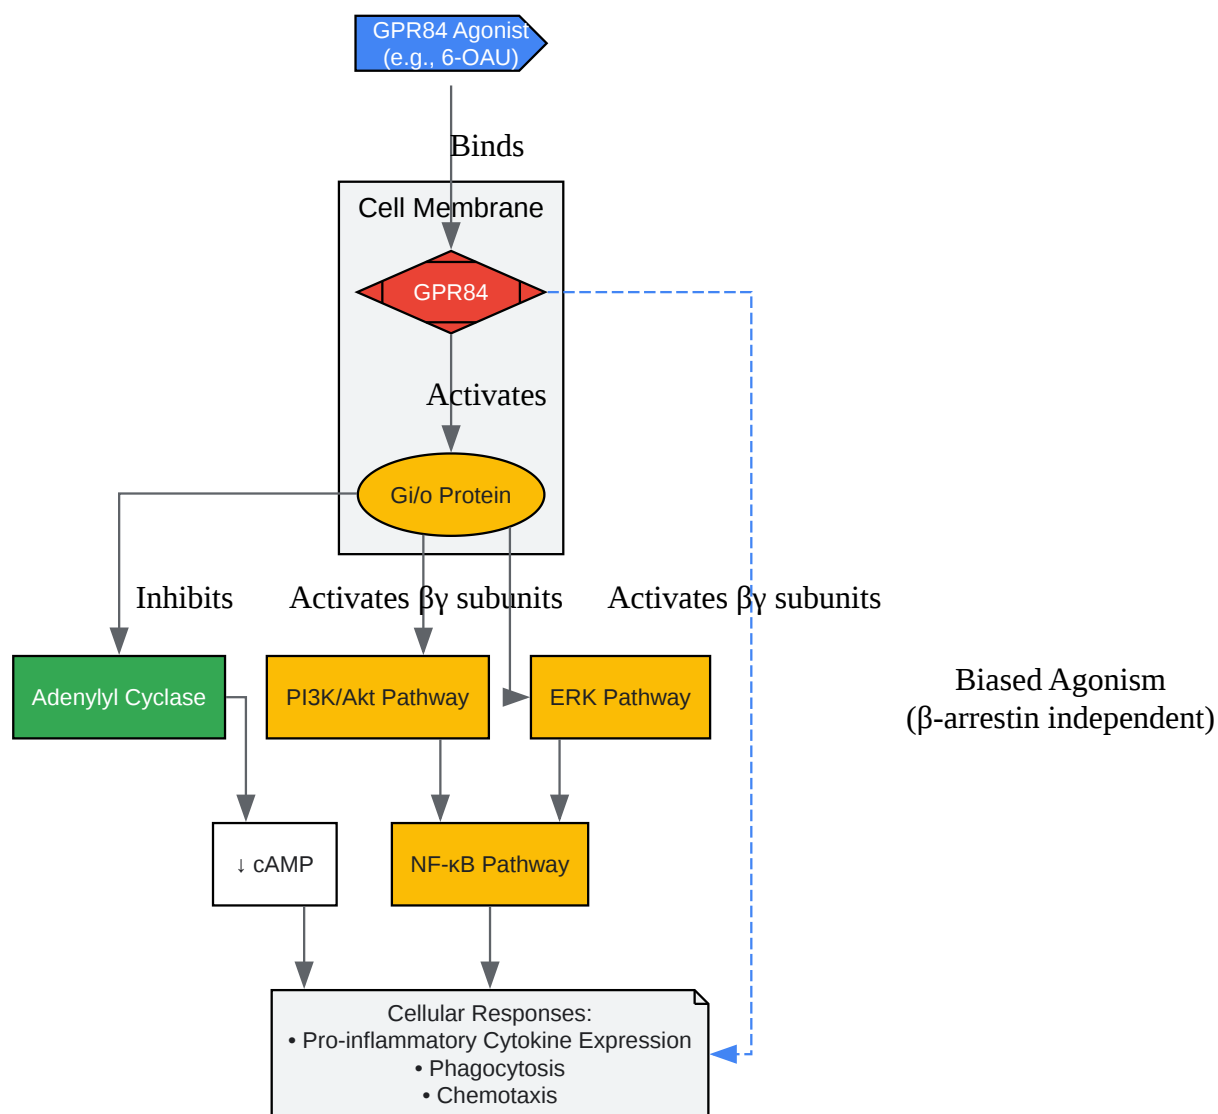 GPR84 Agonist
(e.g., 6-OAU)
Binds
Cell Membrane
GPR84
Activates
Gi/o Protein
Inhibits
Activates βγ subunits
Activates βγ subunits
Adenylyl Cyclase
PI3K/Akt Pathway
ERK Pathway
Biased Agonism
(β-arrestin independent)
↓ cAMP
NF-κB Pathway
Cellular Responses:
• Pro-inflammatory Cytokine Expression
• Phagocytosis
• Chemotaxis